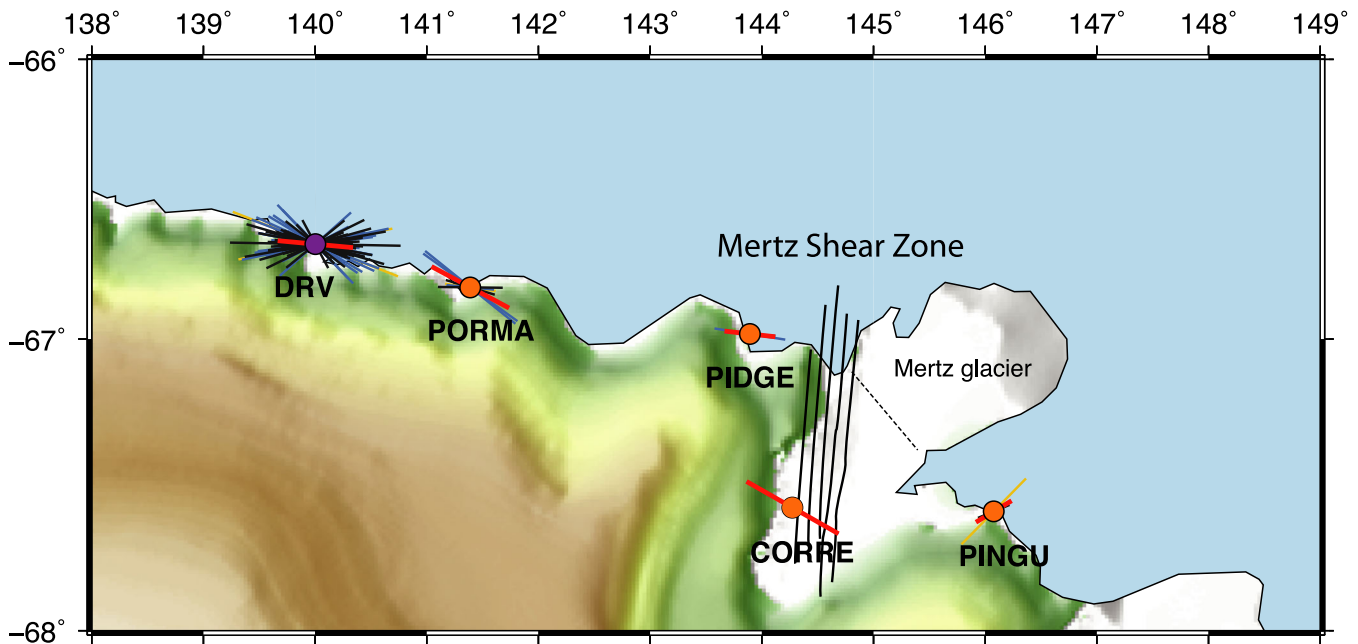 138° 139° 140° 141° 142° 143° 144° 145° 146° 147° 148° 149°
−66°
Mertz Shear Zone
DRV
PORMA
−67°
PIDGE
Mertz glacier
CORRE
PINGU
−68°